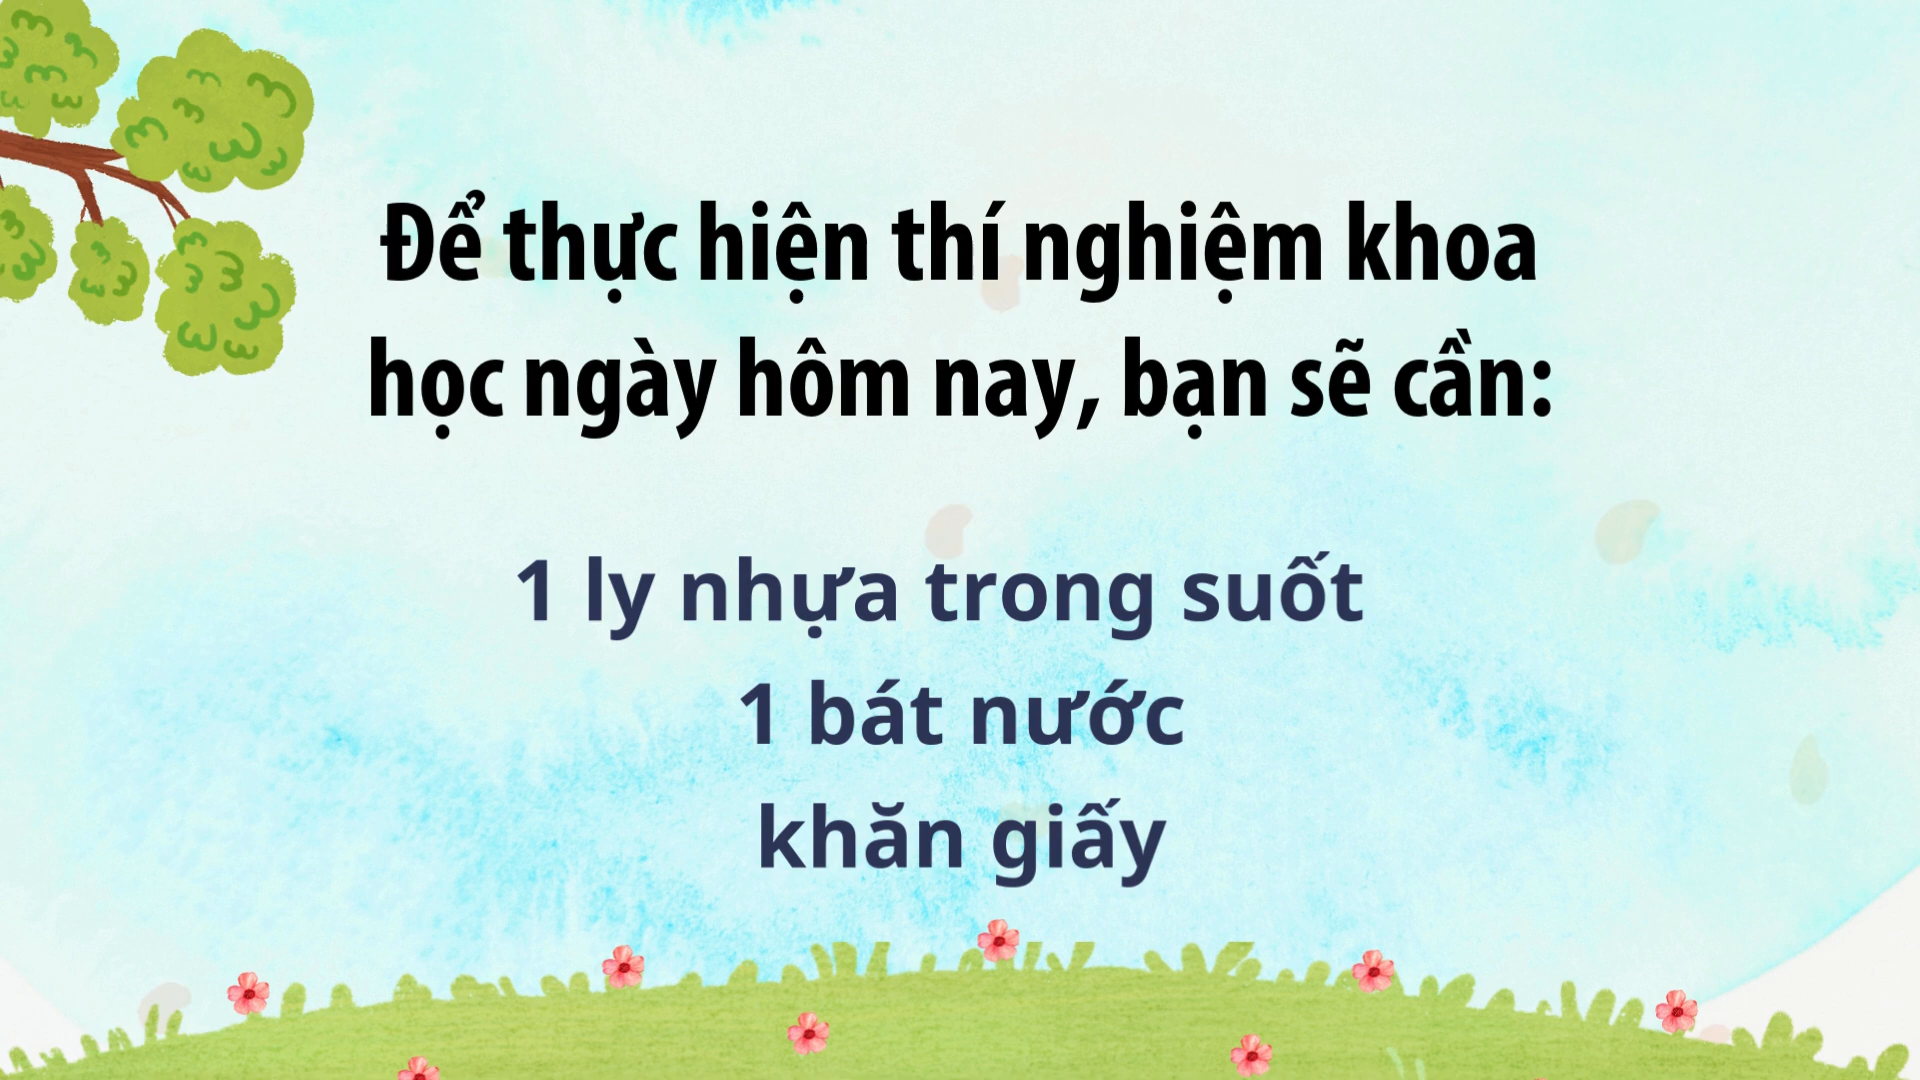 Để thực hiện thí nghiệm khoa
học ngày hôm nay, bạn sẽ cần:
1 ly nhựa trong suốt
1 bát nước
khăn giấy